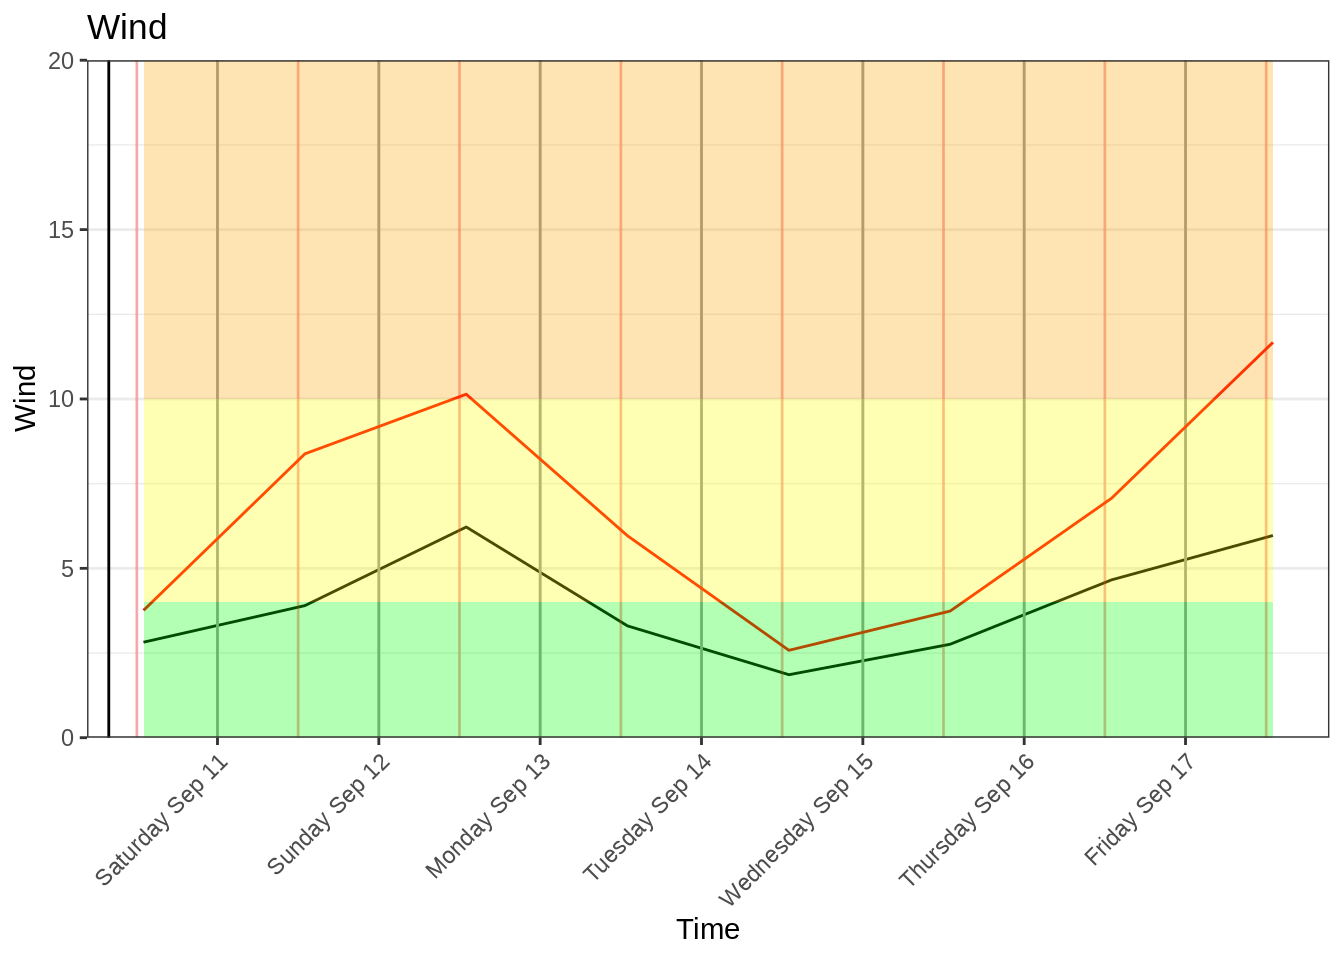 Wind
20
15
10
5
0
Wind
Saturday Sep 11
Sunday Sep 12
Monday Sep 13
Tuesday Sep 14
Wednesday Sep 15
Thursday Sep 16
Friday Sep 17
Time